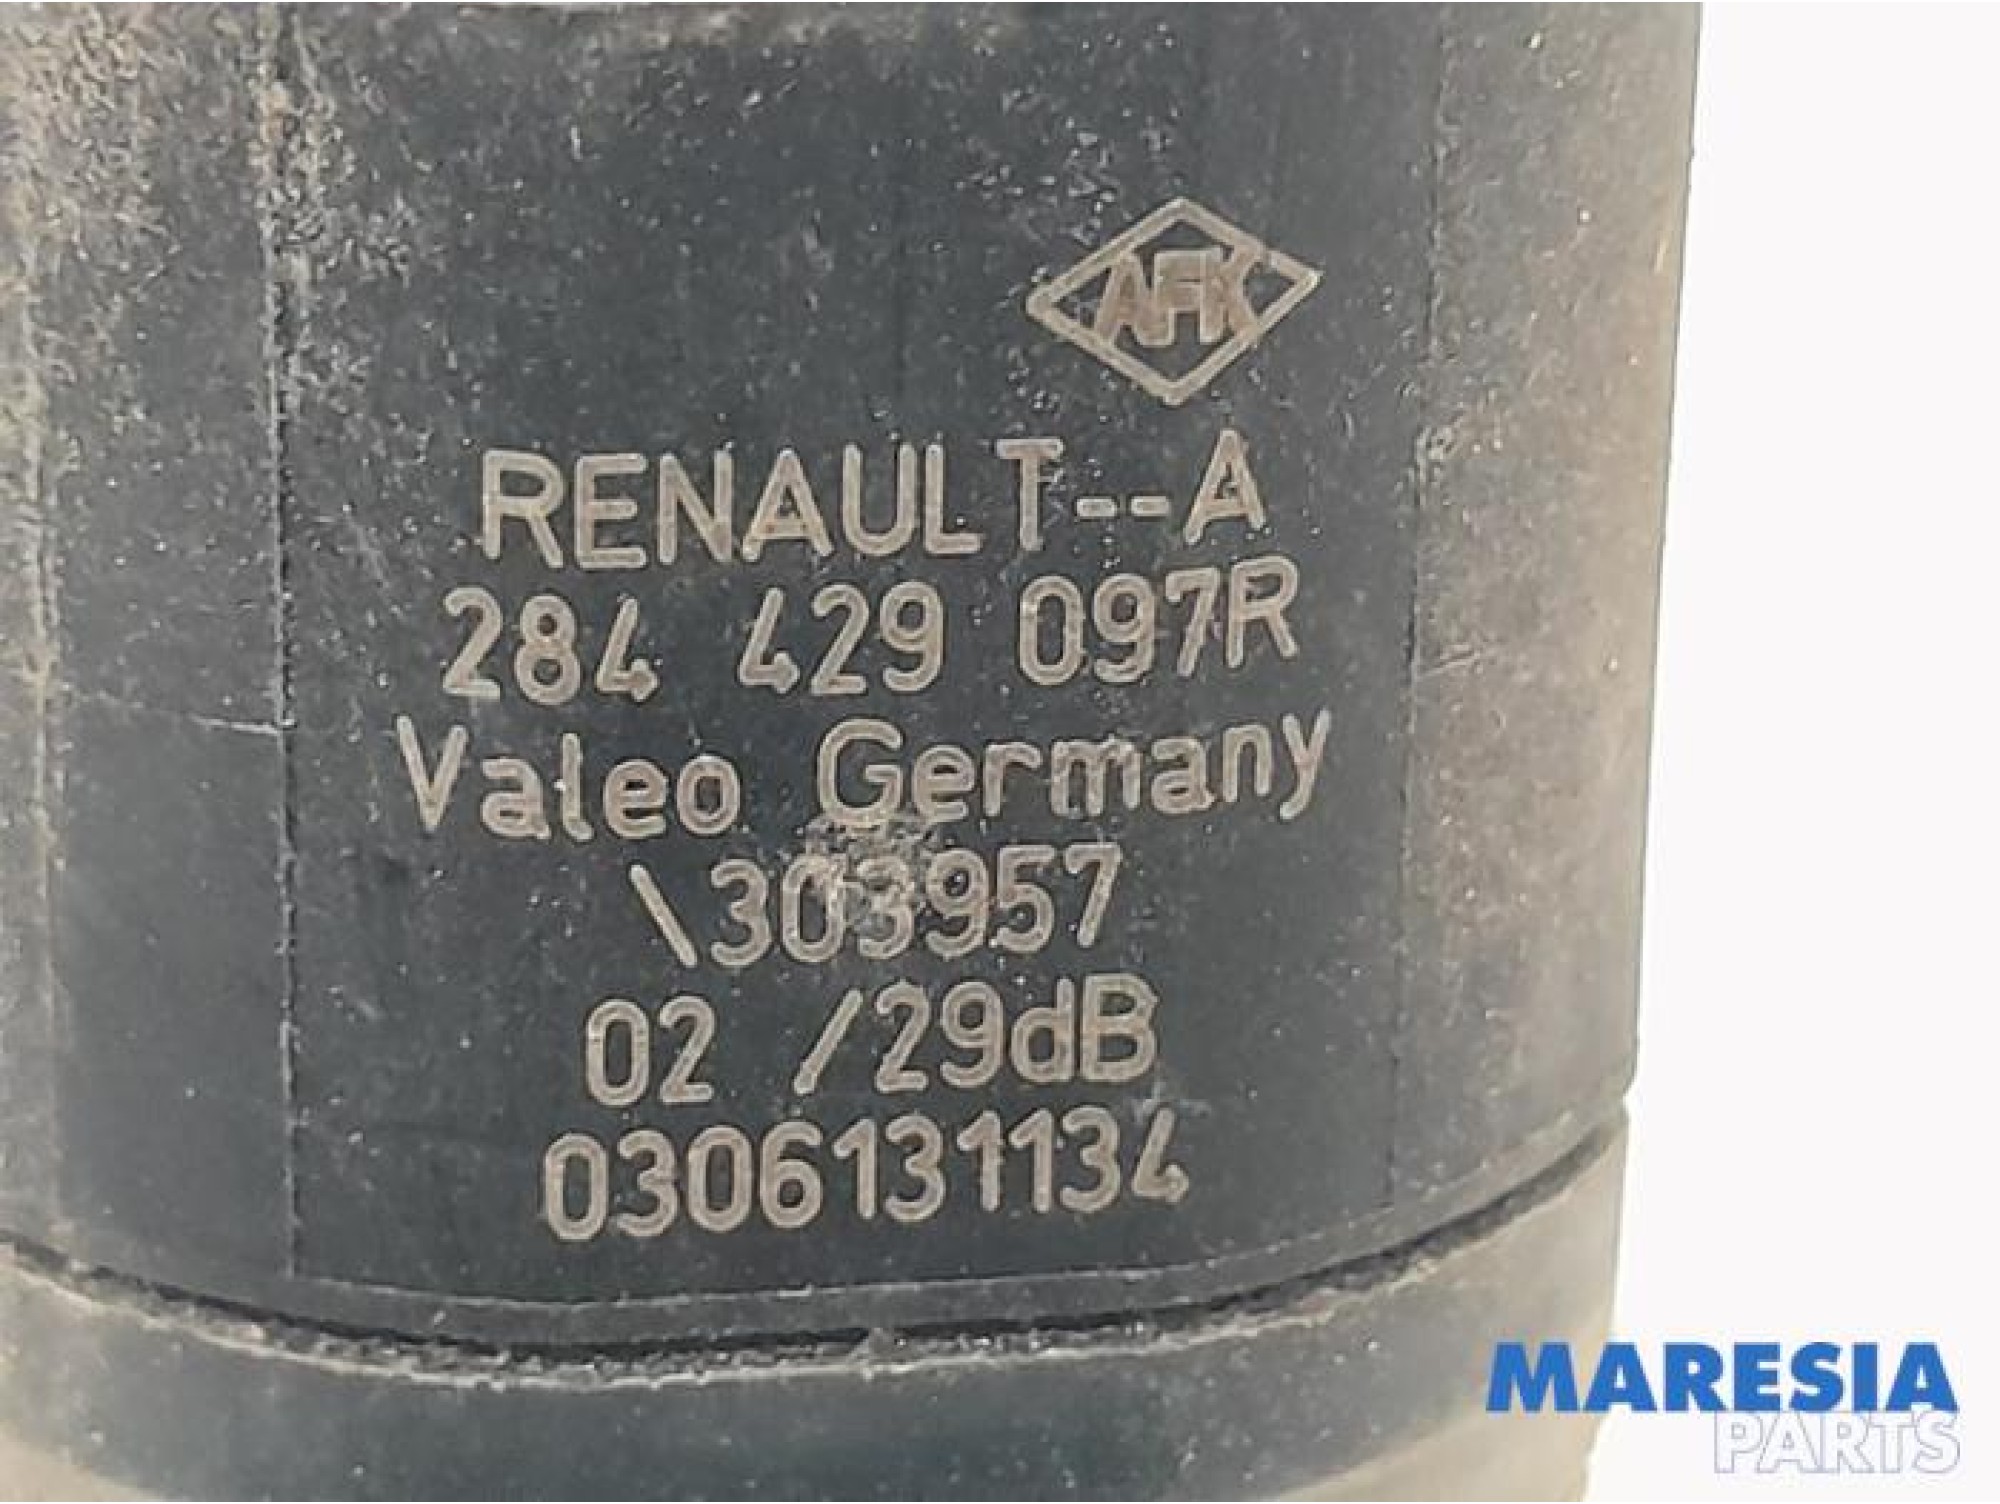 AFK
RENAULT--A
284 429 097R
Valeo Germany
\303957
02 /29dB
0306131134
MARESIA
PARTS